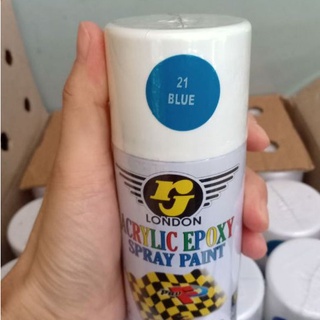 21
BLUE
rj
LONDON
ACRYLIC EPOXY
SPRAY PAINT